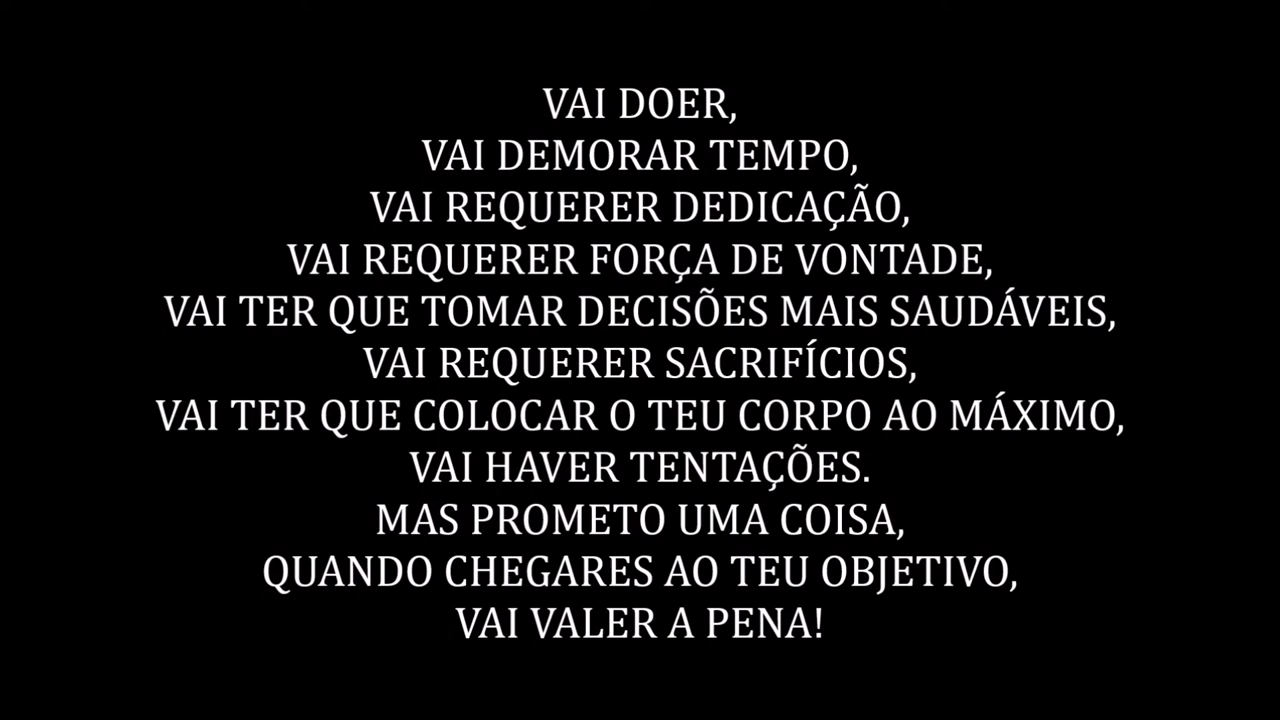 VAI DOER,
VAI DEMORAR TEMPO,
VAI REQUERER DEDICAÇÃO,
VAI REQUERER FORÇA DE VONTADE,
VAI TER QUE TOMAR DECISÕES MAIS SAUDÁVEIS,
VAI REQUERER SACRIFÍCIOS,
VAI TER QUE COLOCAR O TEU CORPO AO MÁXIMO,
VAI HAVER TENTAÇÕES.
MAS PROMETO UMA COISA,
QUANDO CHEGARES AO TEU OBJETIVO,
VAI VALER A PENA!